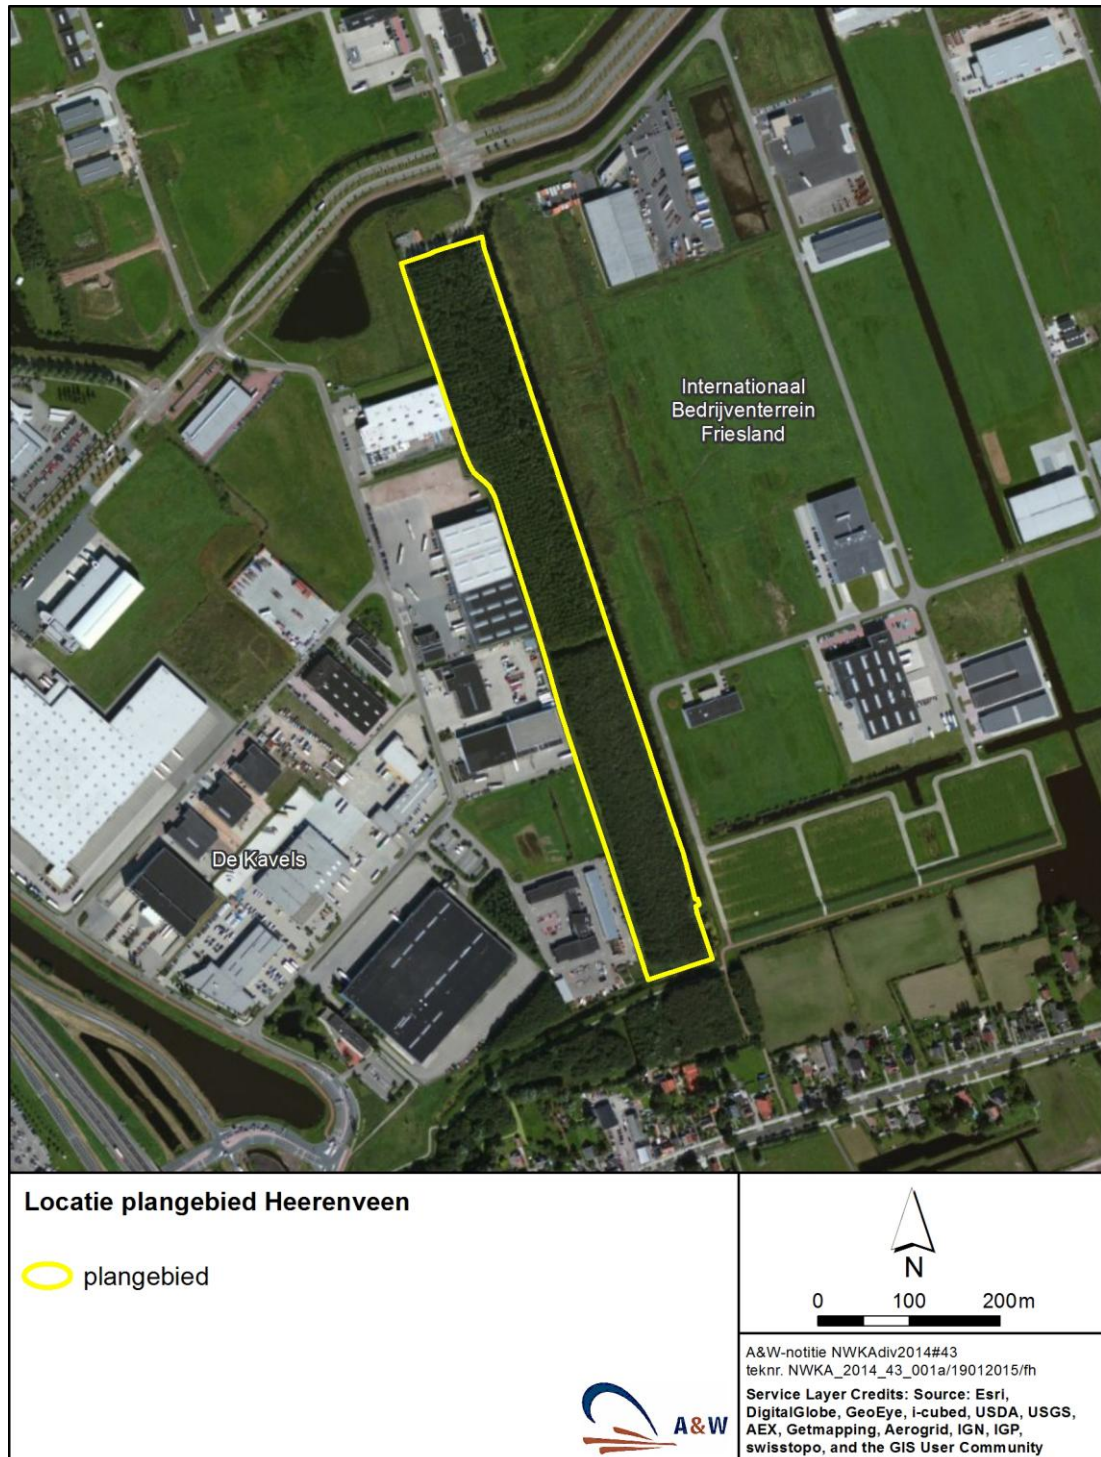 Internationaal
Bedrijventerrein
Friesland
De Kavels
Locatie plangebied Heerenveen
plangebied
N
0 100 200m
A&W-notitie NWKAdiv2014#43
teknr. NWKA_2014_43_001a/19012015/fh
Service Layer Credits: Source: Esri,
DigitalGlobe, GeoEye, i-cubed, USDA, USGS,
AEX, Getmapping, Aerogrid, IGN, IGP,
swisstopo, and the GIS User Community
A&W